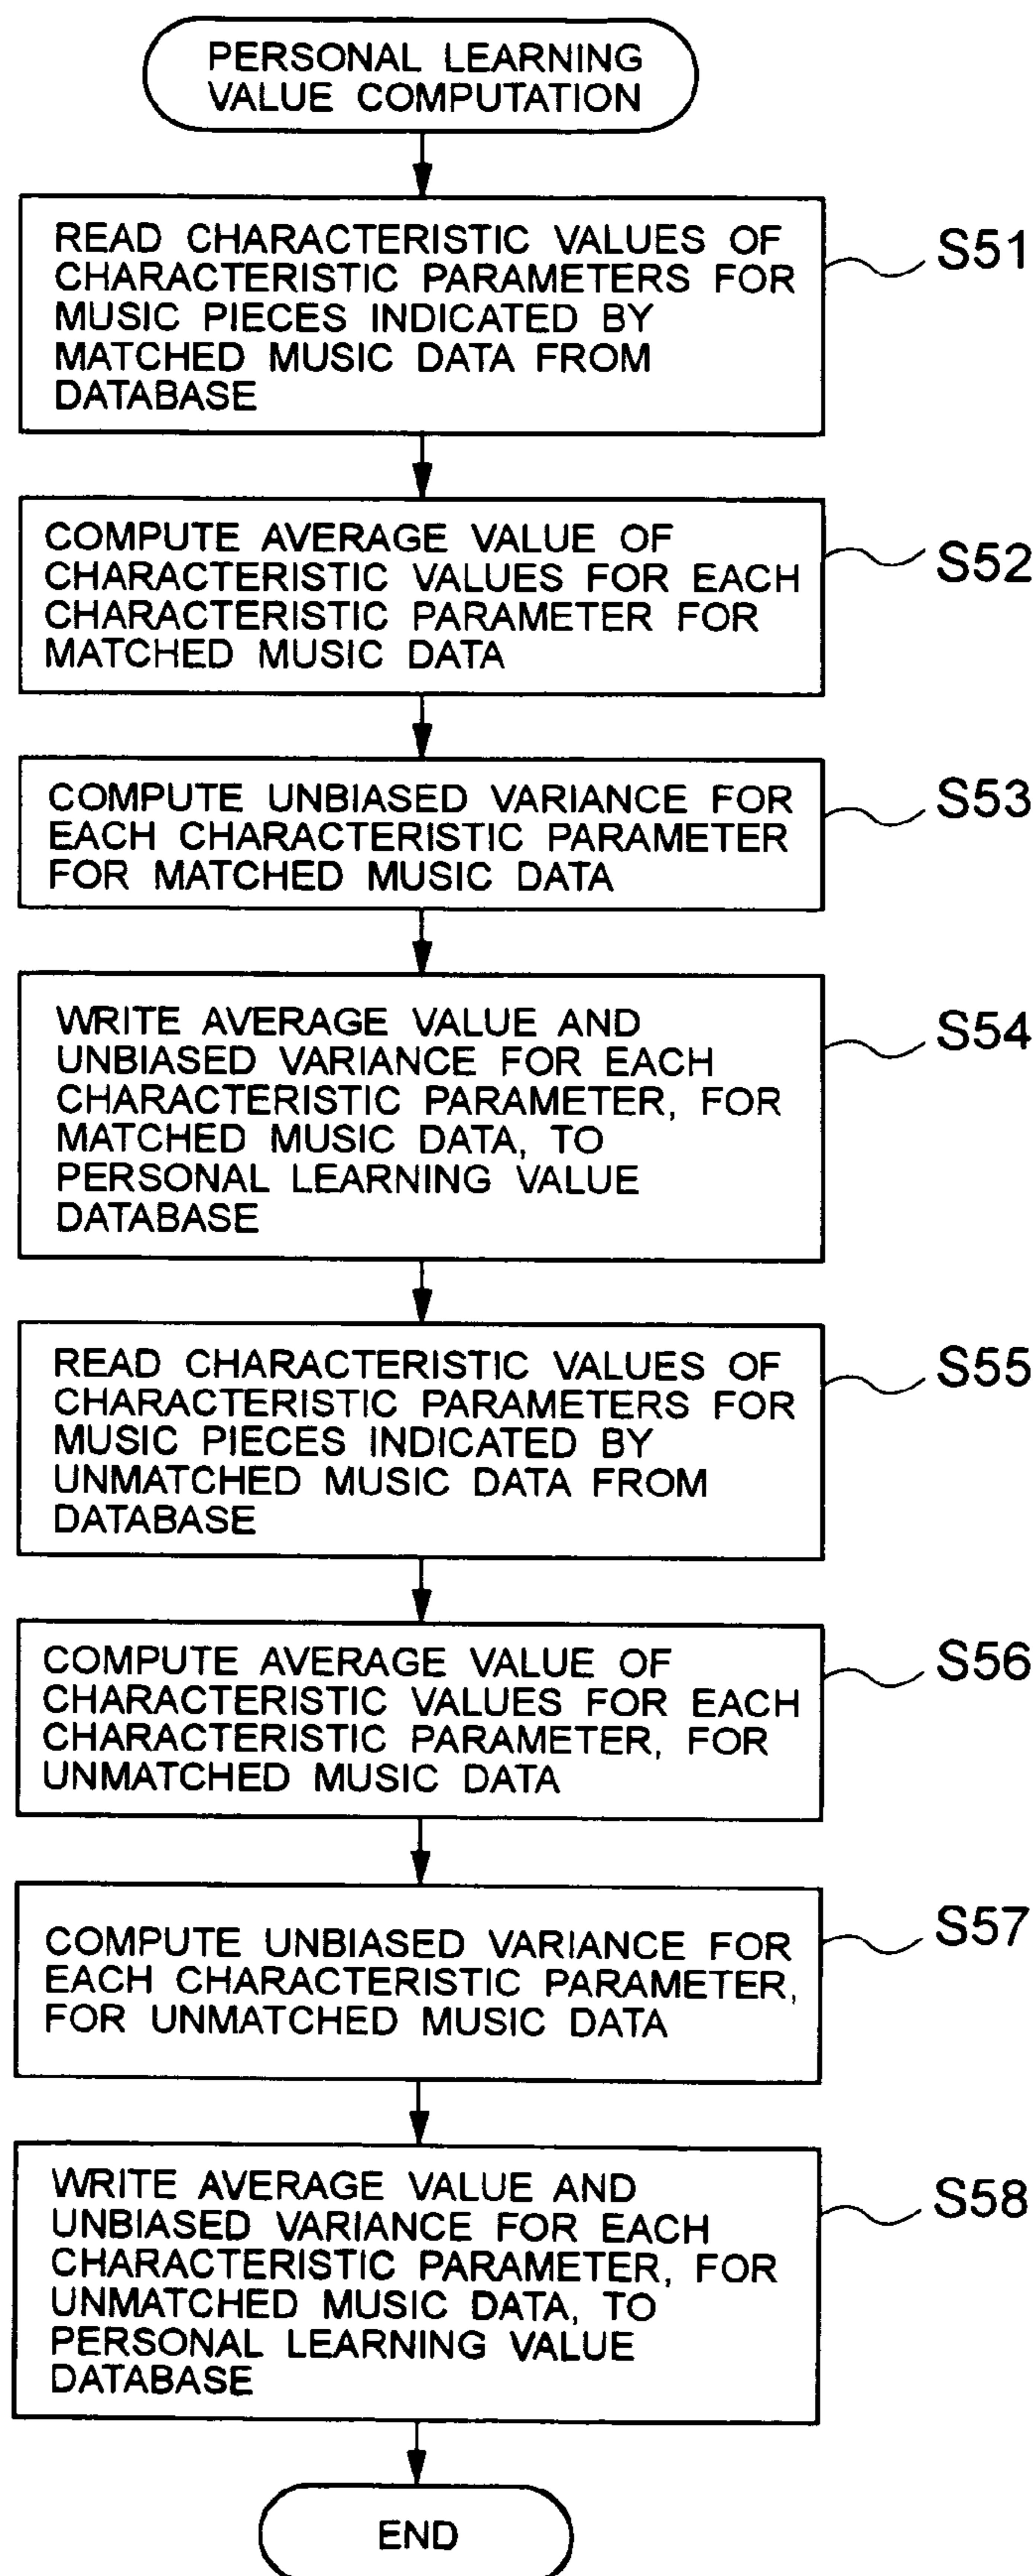 PERSONAL LEARNING
VALUE COMPUTATION
READ CHARACTERISTIC VALUES OF
CHARACTERISTIC PARAMETERS FOR
MUSIC PIECES INDICATED BY
MATCHED MUSIC DATA FROM
DATABASE
S51
COMPUTE AVERAGE VALUE OF
CHARACTERISTIC VALUES FOR EACH
CHARACTERISTIC PARAMETER FOR
MATCHED MUSIC DATA
S52
COMPUTE UNBIASED VARIANCE FOR
EACH CHARACTERISTIC PARAMETER
FOR MATCHED MUSIC DATA
S53
WRITE AVERAGE VALUE AND
UNBIASED VARIANCE FOR EACH
CHARACTERISTIC PARAMETER, FOR
MATCHED MUSIC DATA, TO
PERSONAL LEARNING VALUE
DATABASE
S54
READ CHARACTERISTIC VALUES OF
CHARACTERISTIC PARAMETERS FOR
MUSIC PIECES INDICATED BY
UNMATCHED MUSIC DATA FROM
DATABASE
S55
COMPUTE AVERAGE VALUE OF
CHARACTERISTIC VALUES FOR EACH
CHARACTERISTIC PARAMETER, FOR
UNMATCHED MUSIC DATA
S56
COMPUTE UNBIASED VARIANCE FOR
EACH CHARACTERISTIC PARAMETER,
FOR UNMATCHED MUSIC DATA
S57
WRITE AVERAGE VALUE AND
UNBIASED VARIANCE FOR EACH
CHARACTERISTIC PARAMETER, FOR
UNMATCHED MUSIC DATA, TO
PERSONAL LEARNING VALUE
DATABASE
S58
END